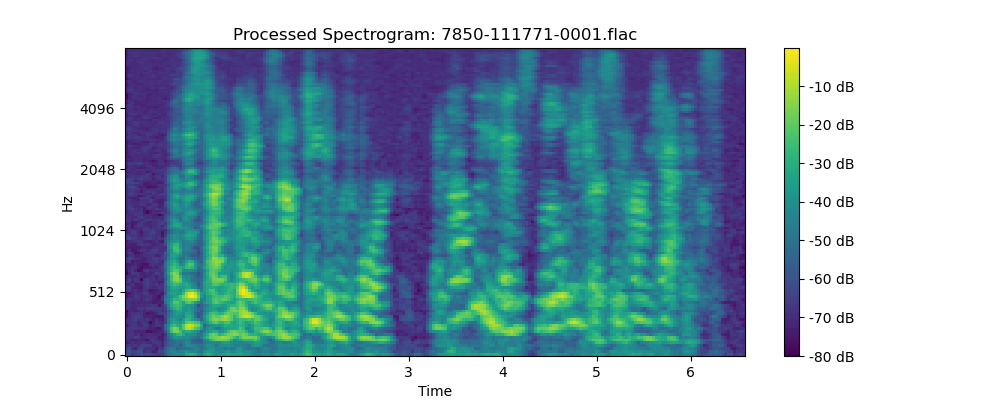 Processed Spectrogram: 7850-111771-0001.flac
Hz
4096
2048
1024
512
0
0 1 2 3 4 5 6
Time
-10 dB
-20 dB
-30 dB
-40 dB
-50 dB
-60 dB
-70 dB
-80 dB